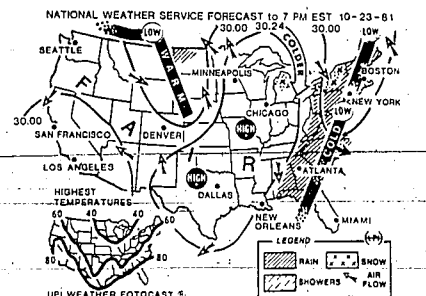 NATIONAL WEATHER SERVICE FORECAST to 7 PM EST 10-23-81
30.00 30.24 30.00
LOW
LOW
SEATTLE
WARM
COLDER
BOSTON
MINNEAPOLIS
NEW YORK
CHICAGO
LOW
30.00
F A I R
SAN FRANCISCO
DENVER
HIGH
COLD
LOS ANGELES
HIGH
ATLANTA
DALLAS
HIGHEST
TEMPERATURES
NEW
ORLEANS
MIAMI
60 40 40 60
80 80
LEGEND
RAIN
SNOW
SHOWERS
AIR
FLOW
UPI WEATHER FOTOCAST